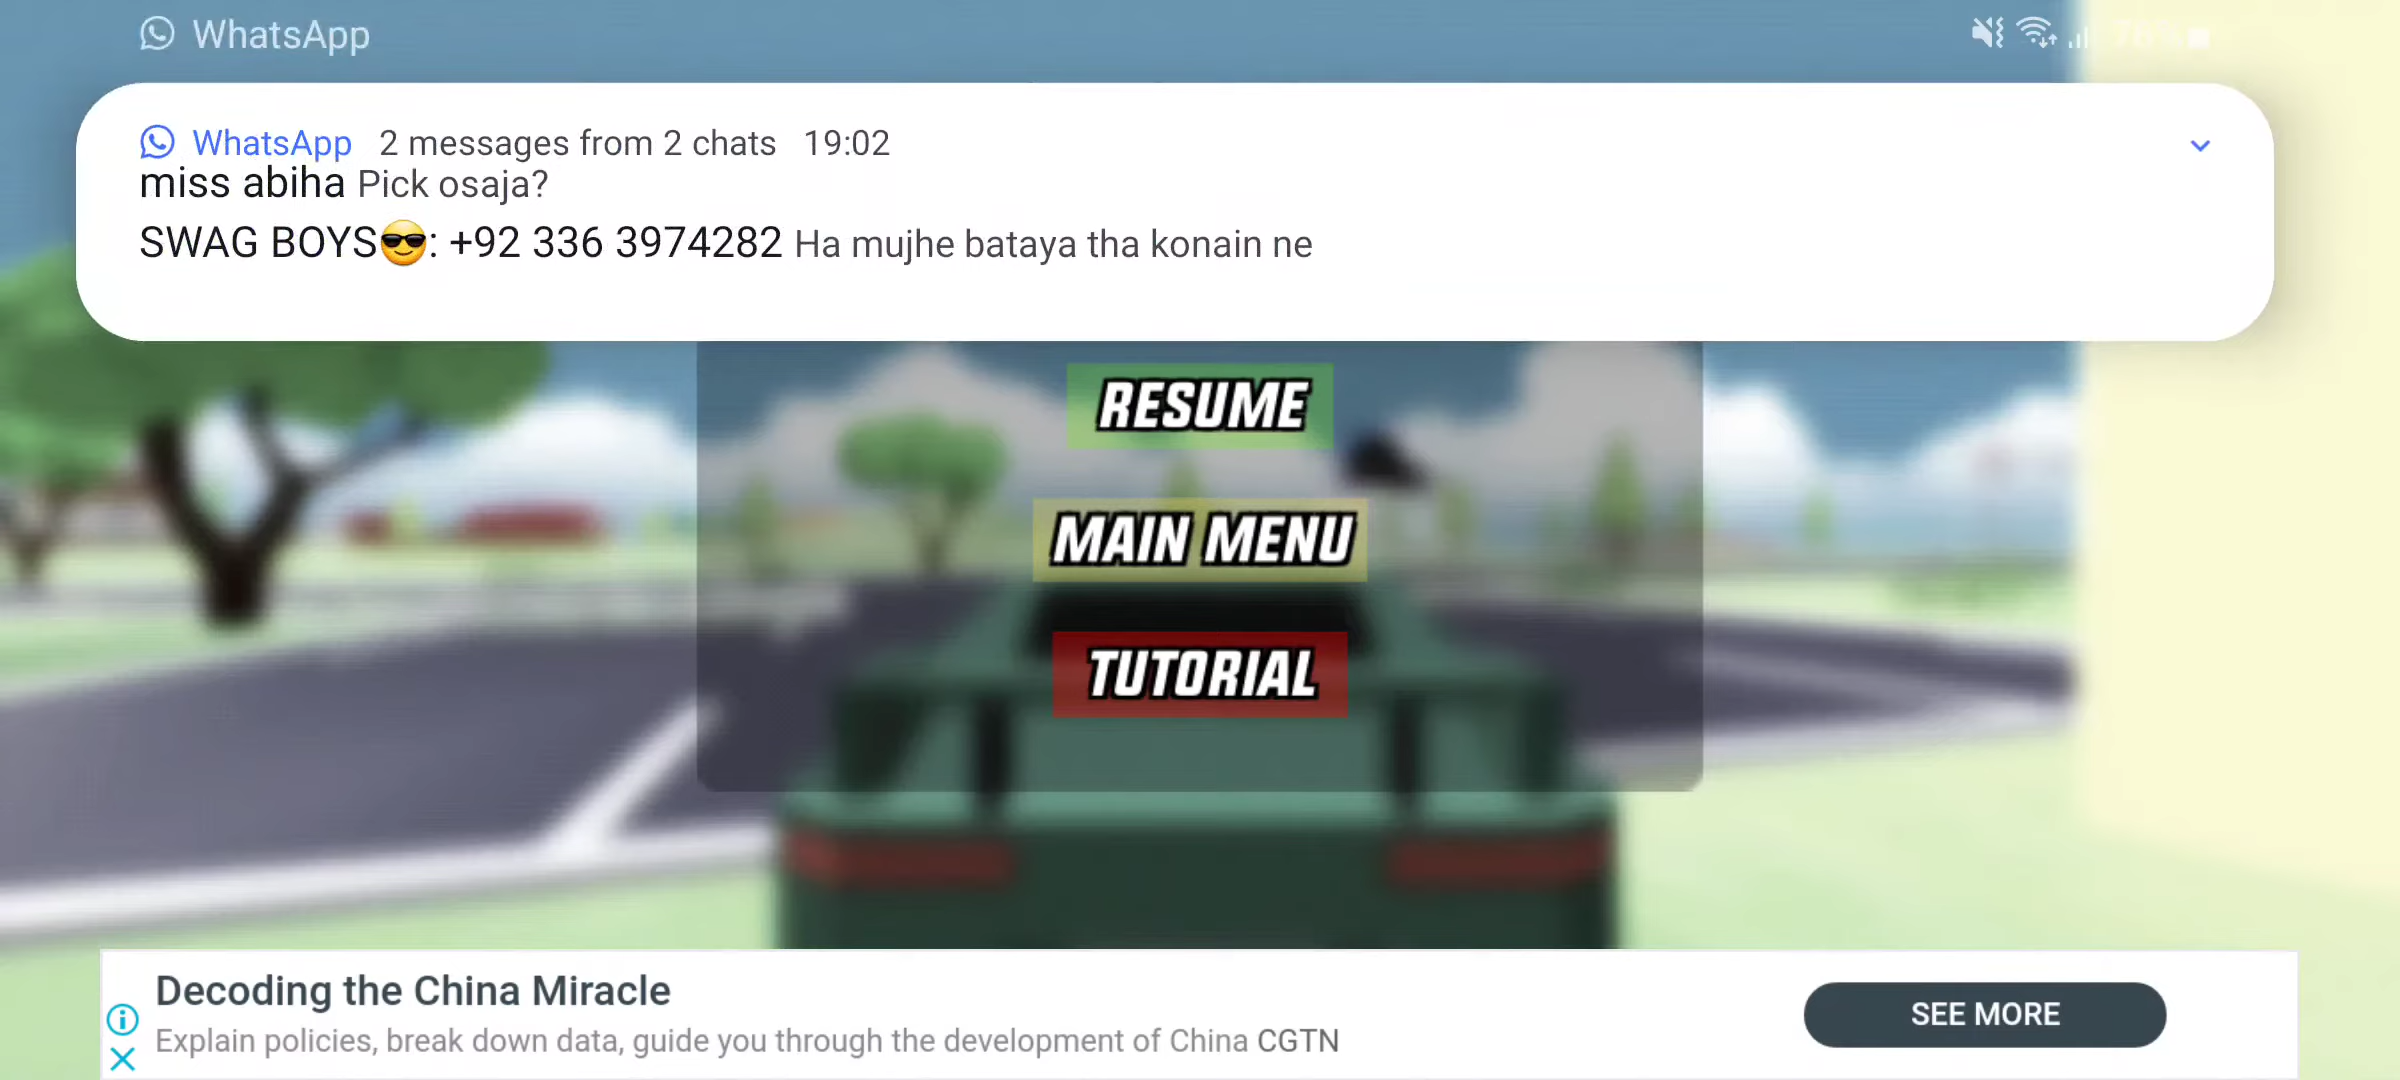 WhatsApp
76%
WhatsApp 2 messages from 2 chats 19:02
miss abiha Pick osaja?
SWAG BOYS😎: +92 336 3974282 Ha mujhe bataya tha konain ne
RESUME
MAIN MENU
TUTORIAL
Decoding the China Miracle
Explain policies, break down data, guide you through the development of China CGTN
SEE MORE